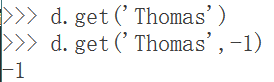 >>> d.get('Thomas')
>>> d.get('Thomas',-1)
-1